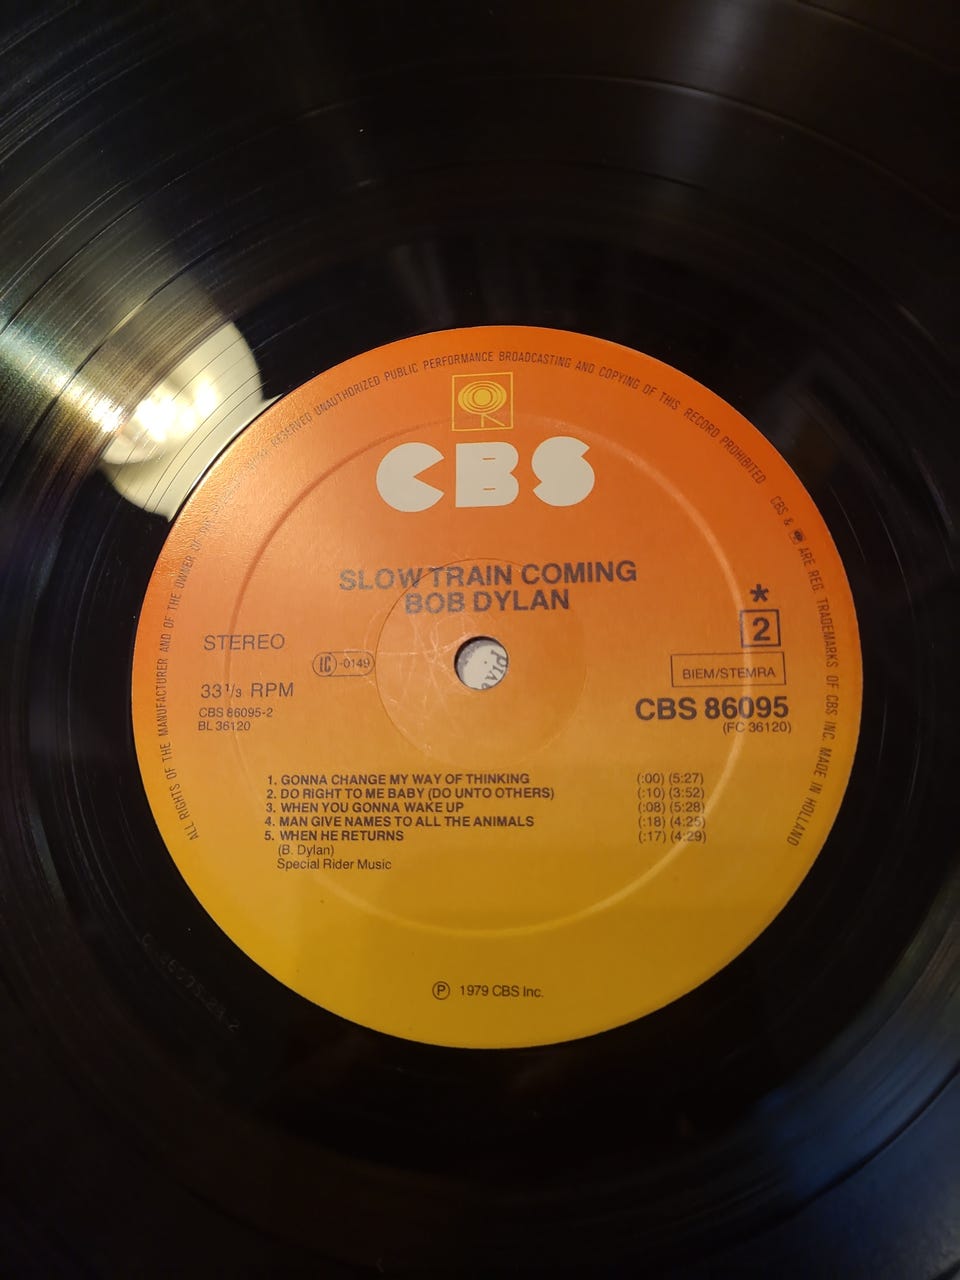 ALL RIGHTS OF THE MANUFACTURER AND OF THE OWNER OF THE RESERVED UNAUTHORIZED PUBLIC PERFORMANCE BROADCASTING AND COPYING OF THIS RECORD PROHIBITED CBS & ARE REG. TRADEMARKS OF CBS INC. MADE IN HOLLAND
CBS
SLOW TRAIN COMING
BOB DYLAN
STEREO
LC -0149
33 1/3 RPM
CBS 86095-2
BL 36120
*
2
BIEM/STEMRA
CBS 86095
(FC 36120)
1. GONNA CHANGE MY WAY OF THINKING (:00) (5:27)
2. DO RIGHT TO ME BABY (DO UNTO OTHERS) (:10) (3:52)
3. WHEN YOU GONNA WAKE UP (:08) (5:28)
4. MAN GIVE NAMES TO ALL THE ANIMALS (:18) (4:25)
5. WHEN HE RETURNS (:17) (4:29)
(B. Dylan)
Special Rider Music
Ⓟ 1979 CBS Inc.